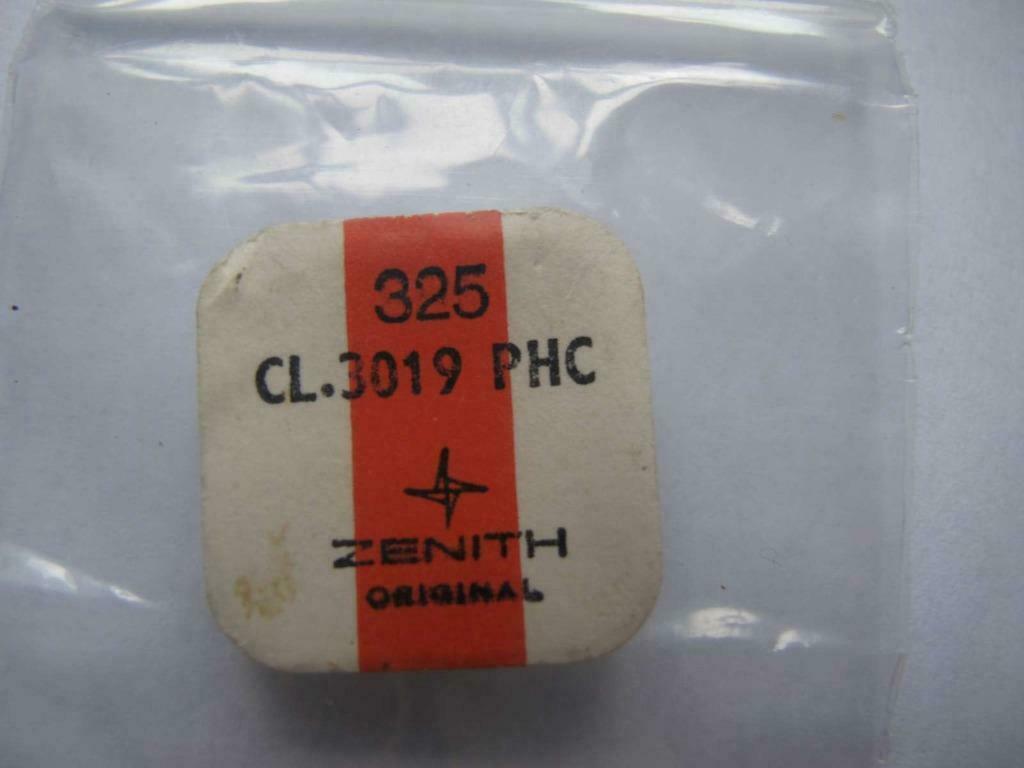 325
CL.3019 PHC
ZENITH
ORIGINAL